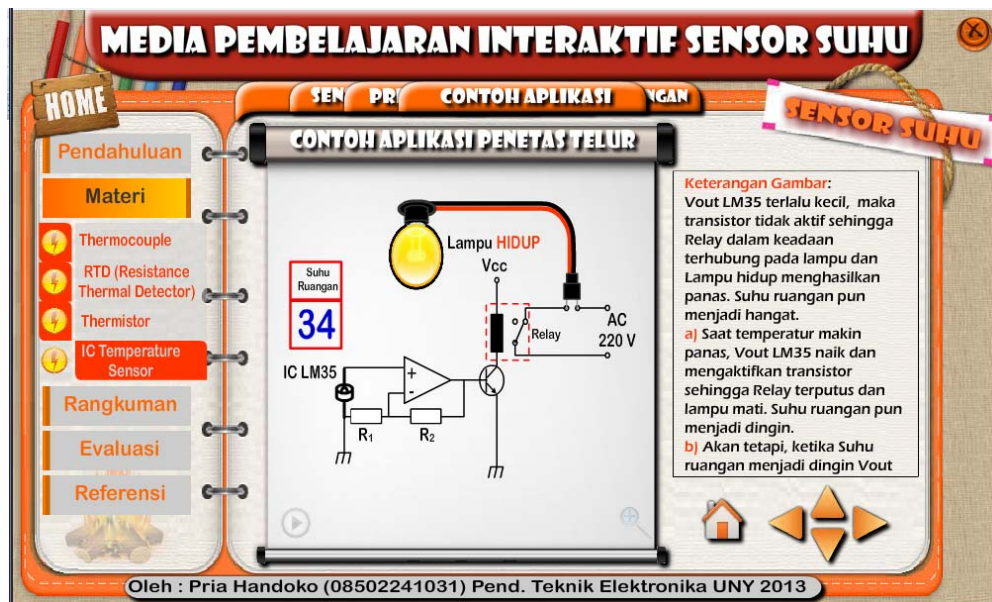 MEDIA PEMBELAJARAN INTERAKTIF SENSOR SUHU
HOME
SEN PR CONTOH APLIKASI NGAN
SENSOR SUHU
CONTOH APLIKASI PENETAS TELUR
Pendahuluan
Materi
Thermocouple
RTD (Resistance
Thermal Detector)
Thermistor
IC Temperature
Sensor
Rangkuman
Evaluasi
Referensi
Lampu HIDUP
Vcc
Suhu
Ruangan
34
Relay
AC
220 V
IC LM35
+
-
R1
R2
Keterangan Gambar:
Vout LM35 terlalu kecil, maka
transistor tidak aktif sehingga
Relay dalam keadaan
terhubung pada lampu dan
Lampu hidup menghasilkan
panas. Suhu ruangan pun
menjadi hangat.
a) Saat temperatur makin
panas, Vout LM35 naik dan
mengaktifkan transistor
sehingga Relay terputus dan
lampu mati. Suhu ruangan pun
menjadi dingin.
b) Akan tetapi, ketika Suhu
ruangan menjadi dingin Vout
Oleh : Pria Handoko (08502241031) Pend. Teknik Elektronika UNY 2013